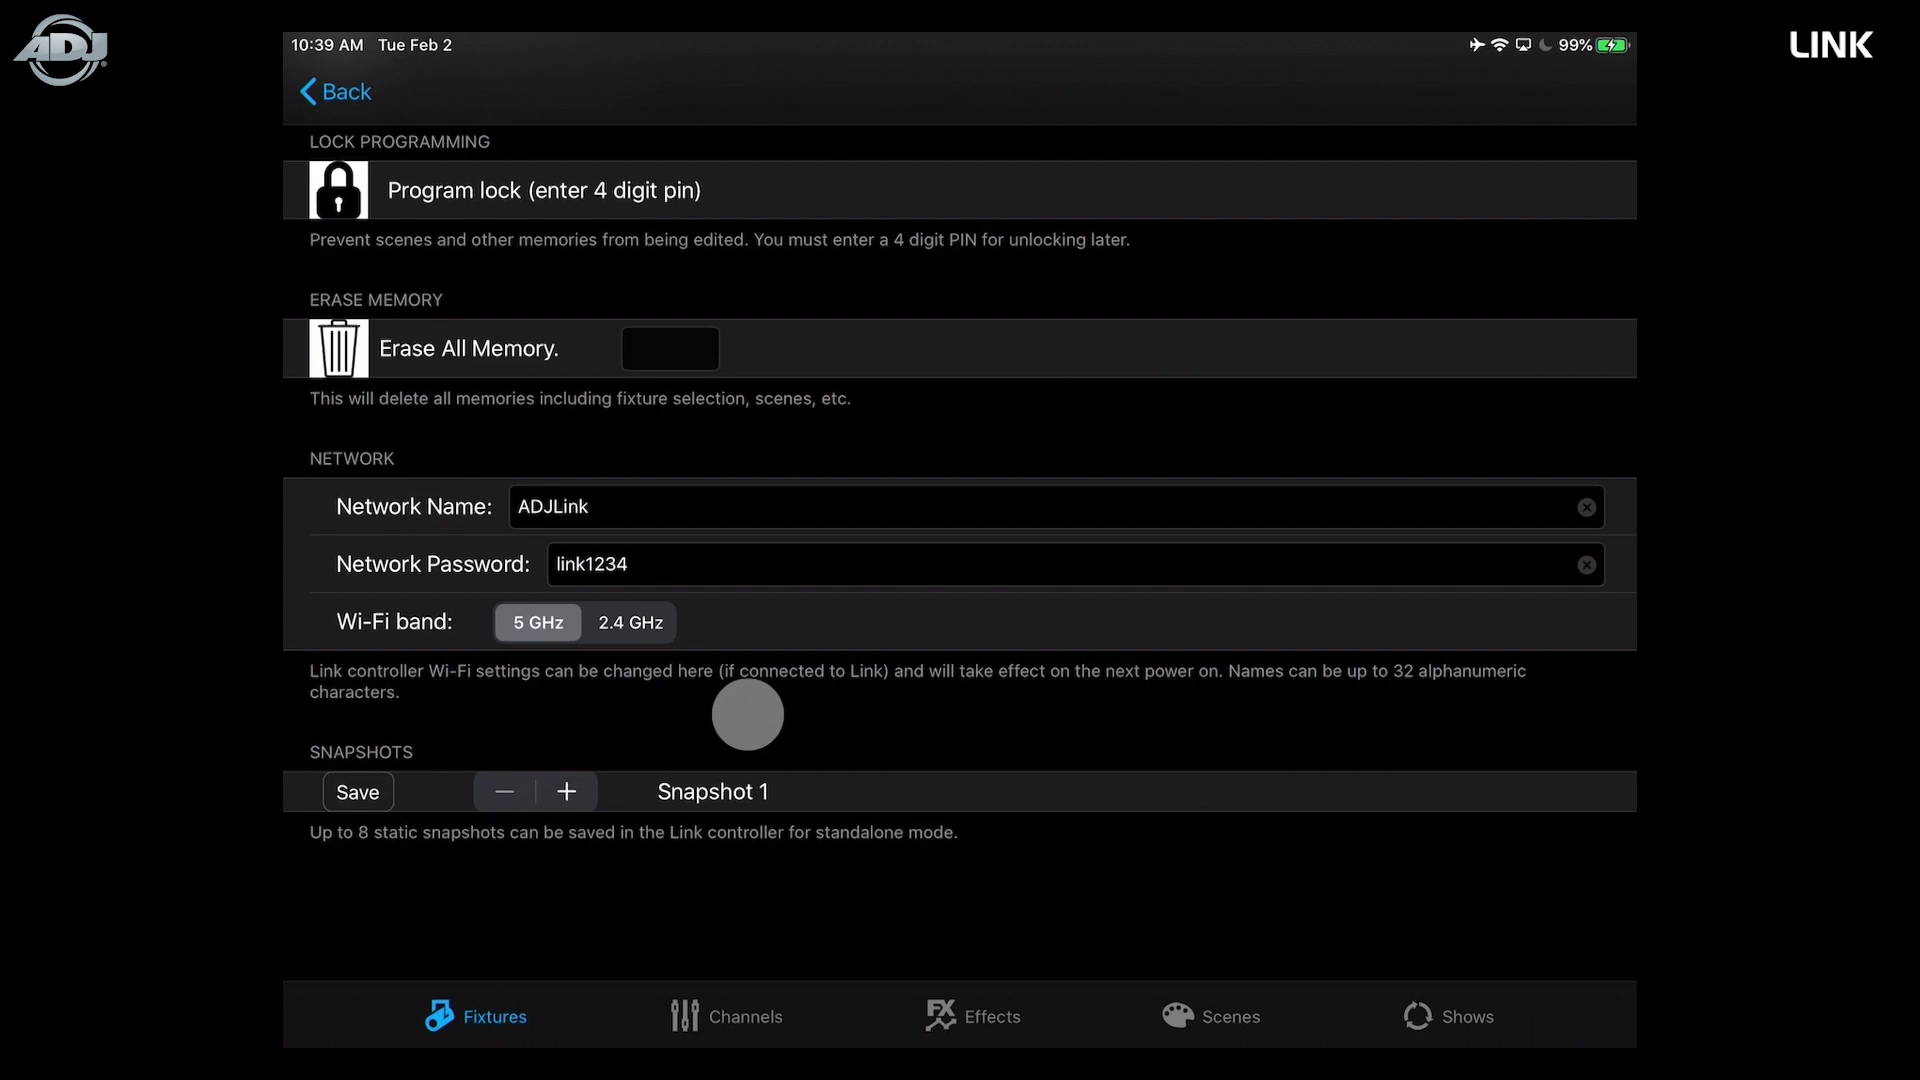 ADJ
10:39 AM Tue Feb 2
99%
LINK
Back
LOCK PROGRAMMING
Program lock (enter 4 digit pin)
Prevent scenes and other memories from being edited. You must enter a 4 digit PIN for unlocking later.
ERASE MEMORY
Erase All Memory.
This will delete all memories including fixture selection, scenes, etc.
NETWORK
Network Name: ADJLink
Network Password: link1234
Wi-Fi band: 5 GHz 2.4 GHz
Link controller Wi-Fi settings can be changed here (if connected to Link) and will take effect on the next power on. Names can be up to 32 alphanumeric
characters.
SNAPSHOTS
Save − + Snapshot 1
Up to 8 static snapshots can be saved in the Link controller for standalone mode.
Fixtures Channels FX Effects Scenes Shows